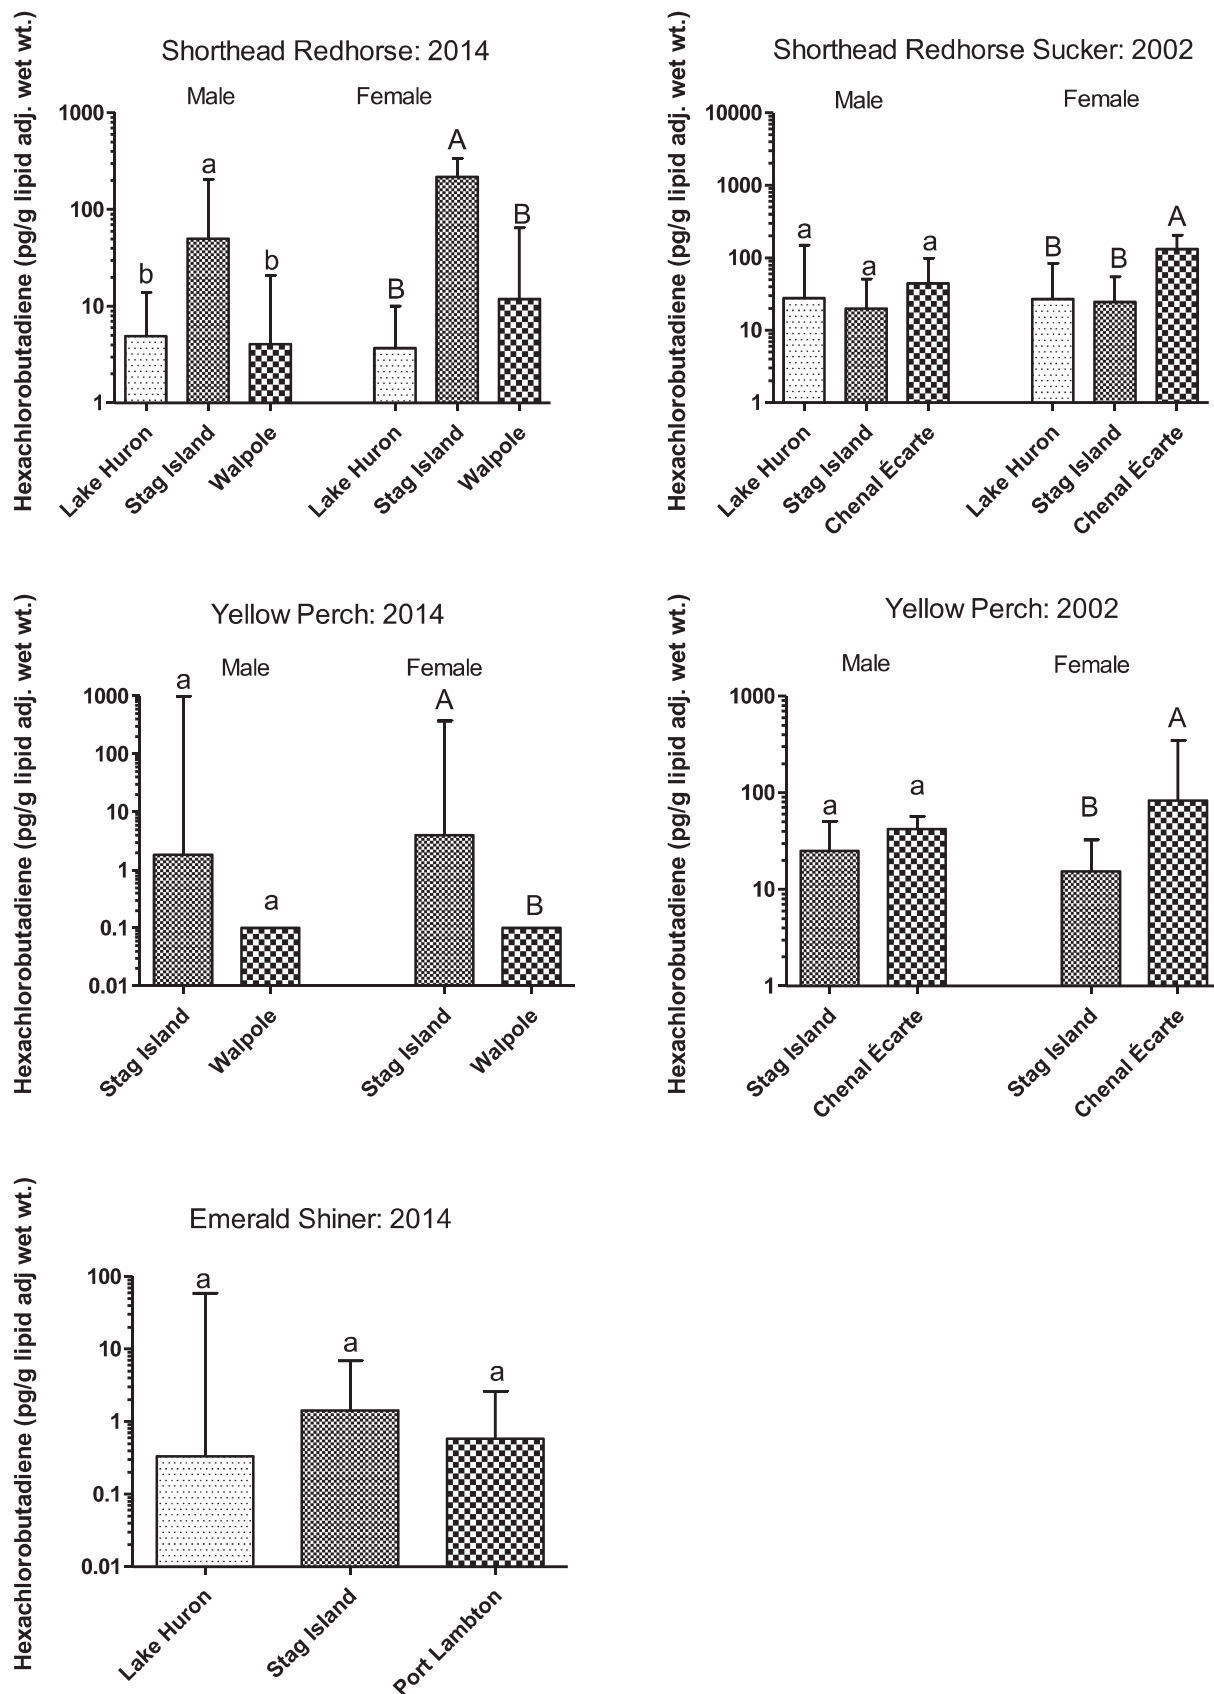 Shorthead Redhorse: 2014
Male Female
Hexachlorobutadiene (pg/g lipid adj. wet wt.)
1000
100
10
1
b
a
b
B
A
B
Lake Huron
Stag Island
Walpole
Lake Huron
Stag Island
Walpole
Shorthead Redhorse Sucker: 2002
Male Female
Hexachlorobutadiene (pg/g lipid adj. wet wt.)
10000
1000
100
10
1
a
a
a
B
B
A
Lake Huron
Stag Island
Chenal Écarte
Lake Huron
Stag Island
Chenal Écarte
Yellow Perch: 2014
Male Female
Hexachlorobutadiene (pg/g lipid adj. wet wt.)
1000
100
10
1
0.1
0.01
a
a
A
B
Stag Island
Walpole
Stag Island
Walpole
Yellow Perch: 2002
Male Female
Hexachlorobutadiene (pg/g lipid adj. wet wt.)
1000
100
10
1
a
a
B
A
Stag Island
Chenal Écarte
Stag Island
Chenal Écarte
Emerald Shiner: 2014
Hexachlorobutadiene (pg/g lipid adj wet wt.)
100
10
1
0.1
0.01
a
a
a
Lake Huron
Stag Island
Port Lambton